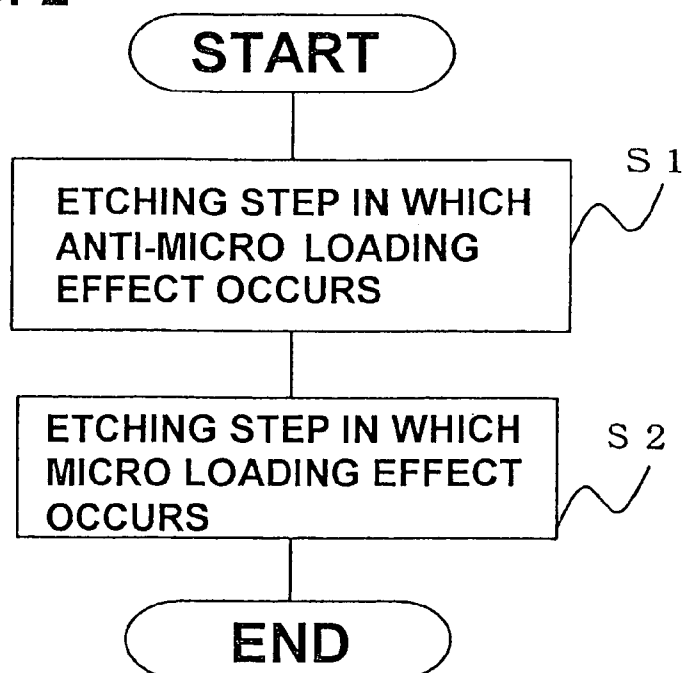 START
S 1
ETCHING STEP IN WHICH
ANTI-MICRO LOADING
EFFECT OCCURS
S 2
ETCHING STEP IN WHICH
MICRO LOADING EFFECT
OCCURS
END